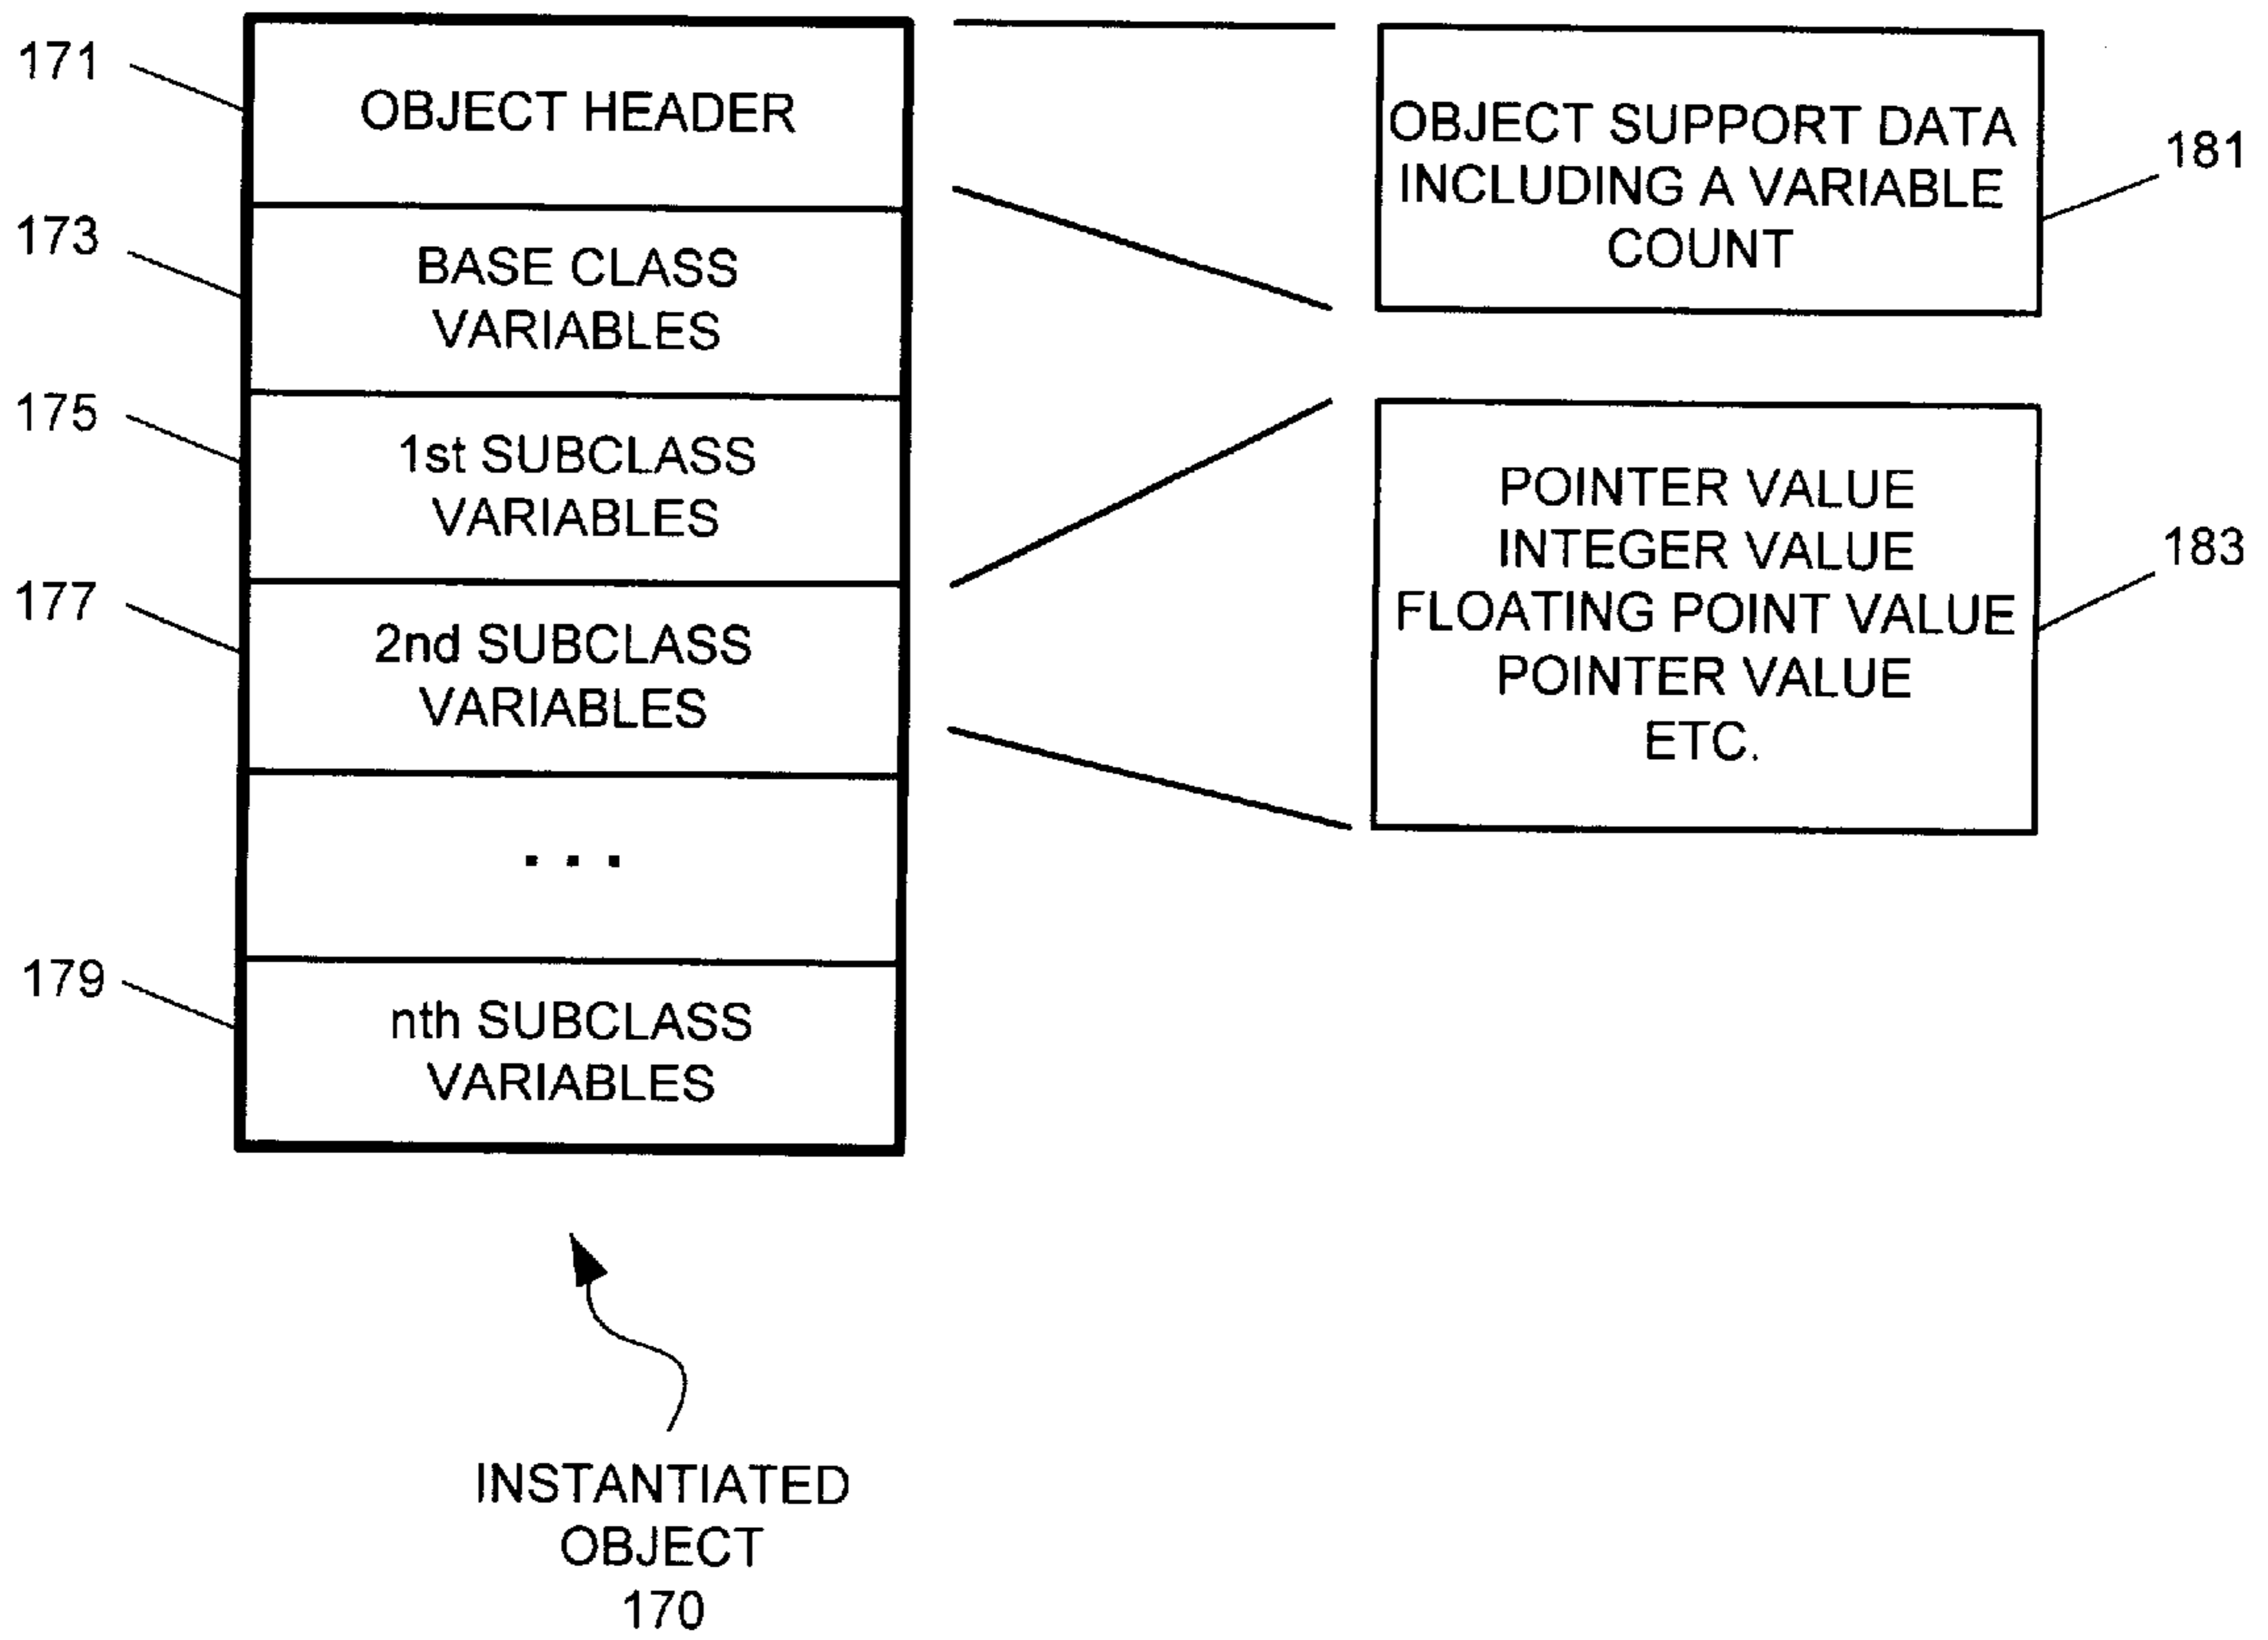 171
OBJECT HEADER
173
BASE CLASS
VARIABLES
175
1st SUBCLASS
VARIABLES
177
2nd SUBCLASS
VARIABLES
. . .
179
nth SUBCLASS
VARIABLES
OBJECT SUPPORT DATA
INCLUDING A VARIABLE
COUNT
181
POINTER VALUE
INTEGER VALUE
FLOATING POINT VALUE
POINTER VALUE
ETC.
183
INSTANTIATED
OBJECT
170